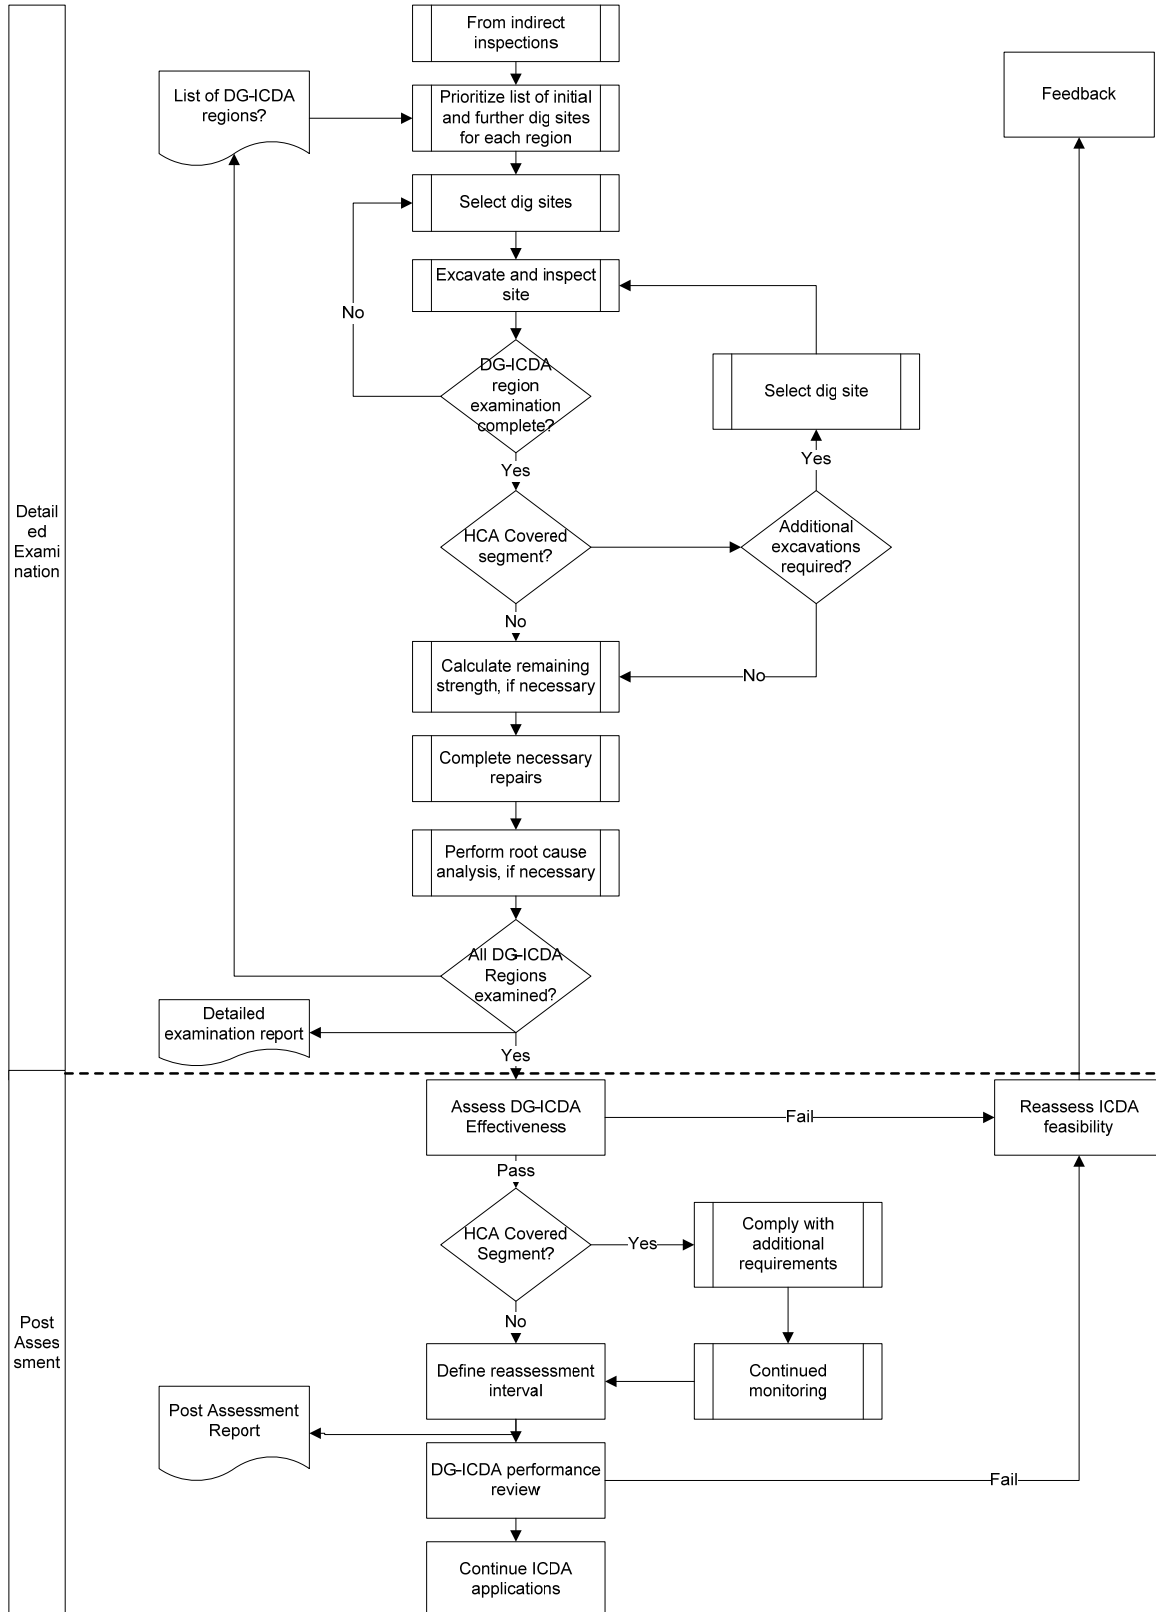 From indirect
inspections
List of DG-ICDA
regions?
Prioritize list of initial
and further dig sites
for each region
Feedback
Select dig sites
Excavate and inspect
site
No
DG-ICDA
region
examination
complete?
Select dig site
Yes
Yes
Detail
ed
Exami
nation
HCA Covered
segment?
Additional
excavations
required?
No
Calculate remaining
strength, if necessary
No
Complete necessary
repairs
Perform root cause
analysis, if necessary
All DG-ICDA
Regions
examined?
Detailed
examination report
Yes
Assess DG-ICDA
Effectiveness
Fail
Reassess ICDA
feasibility
Pass
HCA Covered
Segment?
Yes
Comply with
additional
requirements
No
Post
Asses
sment
Define reassessment
interval
Continued
monitoring
Post Assessment
Report
DG-ICDA performance
review
Fail
Continue ICDA
applications